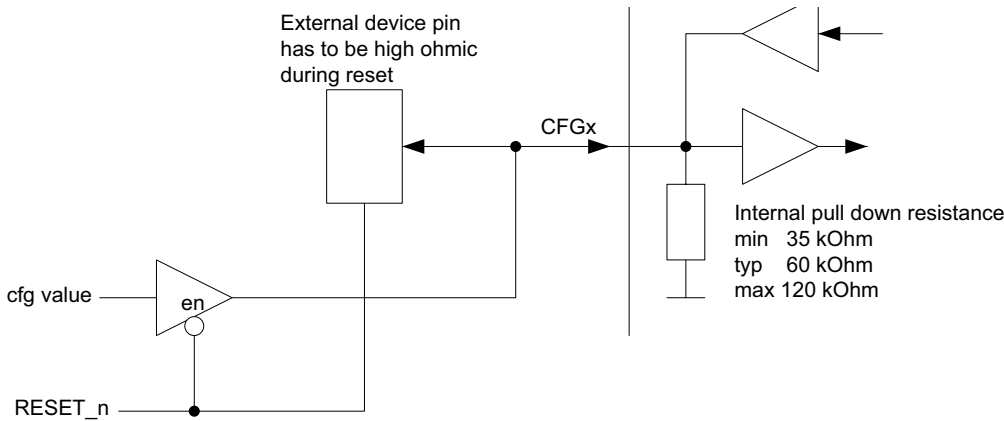 External device pin
has to be high ohmic
during reset
CFGx
Internal pull down resistance
min 35 kOhm
typ 60 kOhm
max 120 kOhm
cfg value
en
RESET_n